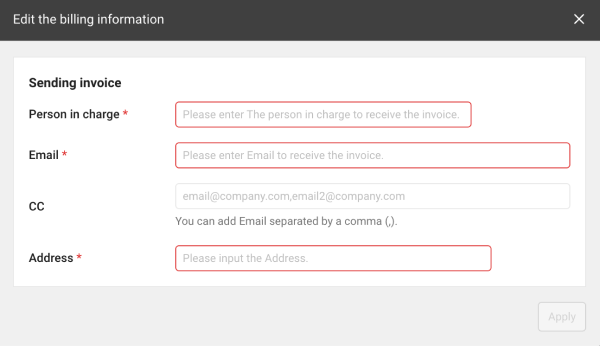 Edit the billing information
Sending invoice
Person in charge *
Please enter The person in charge to receive the invoice.
Email *
Please enter Email to receive the invoice.
CC
email@company.com,email2@company.com
You can add Email separated by a comma (,).
Address *
Please input the Address.
Apply